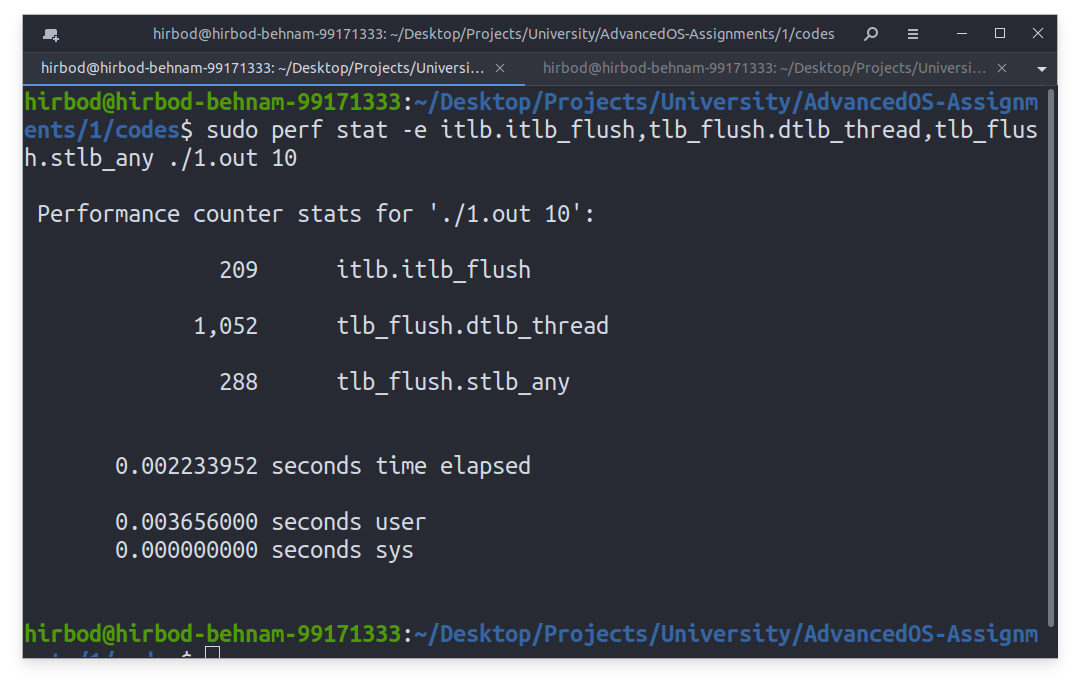 hirbod@hirbod-behnam-99171333: ~/Desktop/Projects/University/AdvancedOS-Assignments/1/codes
hirbod@hirbod-behnam-99171333: ~/Desktop/Projects/Universi... hirbod@hirbod-behnam-99171333: ~/Desktop/Projects/Universi...
hirbod@hirbod-behnam-99171333:~/Desktop/Projects/University/AdvancedOS-Assignm
ents/1/codes$ sudo perf stat -e itlb.itlb_flush,tlb_flush.dtlb_thread,tlb_flus
h.stlb_any ./1.out 10
Performance counter stats for './1.out 10':
209 itlb.itlb_flush
1,052 tlb_flush.dtlb_thread
288 tlb_flush.stlb_any
0.002233952 seconds time elapsed
0.003656000 seconds user
0.000000000 seconds sys
hirbod@hirbod-behnam-99171333:~/Desktop/Projects/University/AdvancedOS-Assignm